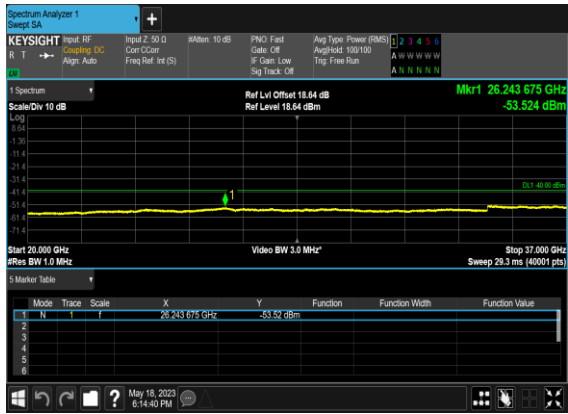 Spectrum Analyzer 1
Swept SA
+
KEYSIGHT
R T
Input: RF
Coupling: DC
Align: Auto
Input Z: 50 Ω
Corr CCorr
Freq Ref: Int (S)
#Atten: 10 dB
PNO: Fast
Gate: Off
IF Gain: Low
Sig Track: Off
Avg Type: Power (RMS)
Avg|Hold: 100/100
Trig: Free Run
1 2 3 4 5 6
A W W W W W
A N N N N N
1 Spectrum
Scale/Div 10 dB
Ref Lvl Offset 18.64 dB
Ref Level 18.64 dBm
Mkr1 26.243 675 GHz
-53.524 dBm
Log
8.64
-1.36
-11.4
-21.4
-31.4
-41.4
-51.4
-61.4
-71.4
DL1 -40.00 dBm
1
Start 20.000 GHz
#Res BW 1.0 MHz
Video BW 3.0 MHz*
Stop 37.000 GHz
Sweep 29.3 ms (40001 pts)
5 Marker Table
Mode Trace Scale X Y Function Function Width Function Value
1 N 1 f 26.243 675 GHz -53.52 dBm
2
3
4
5
6
?
May 18, 2023
6:14:40 PM